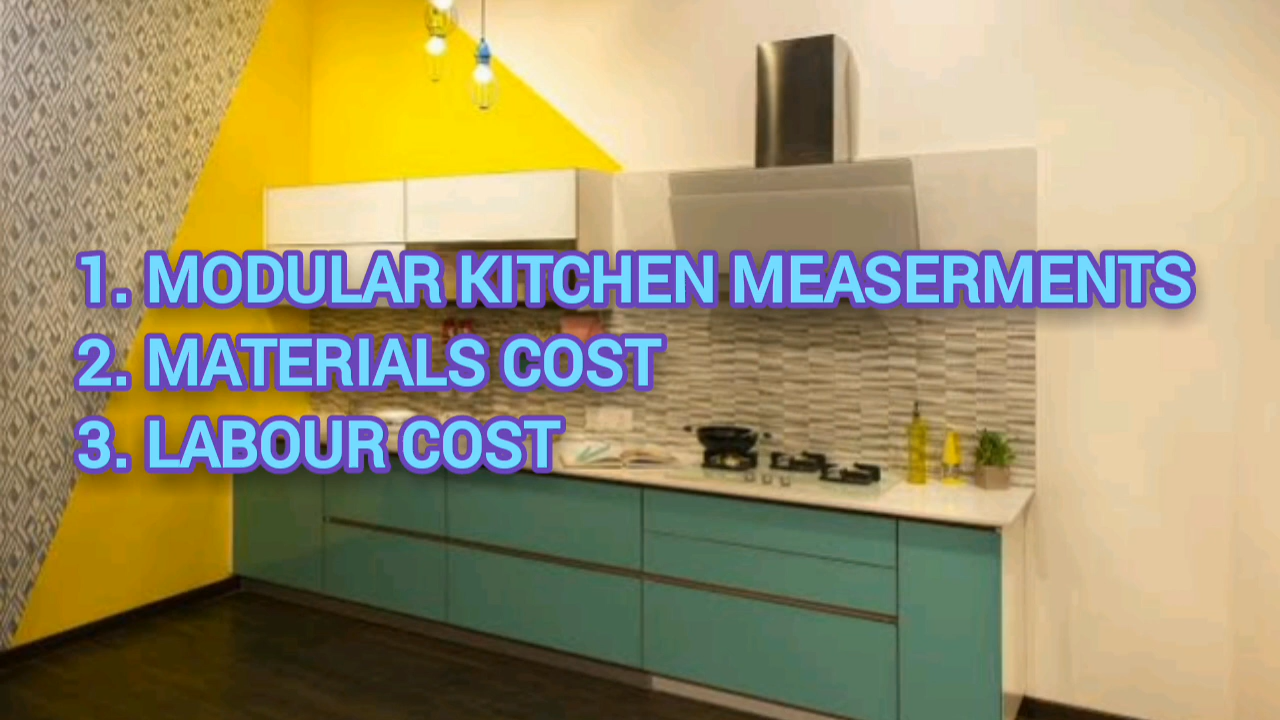 1. MODULAR KITCHEN MEASERMENTS
2. MATERIALS COST
3. LABOUR COST